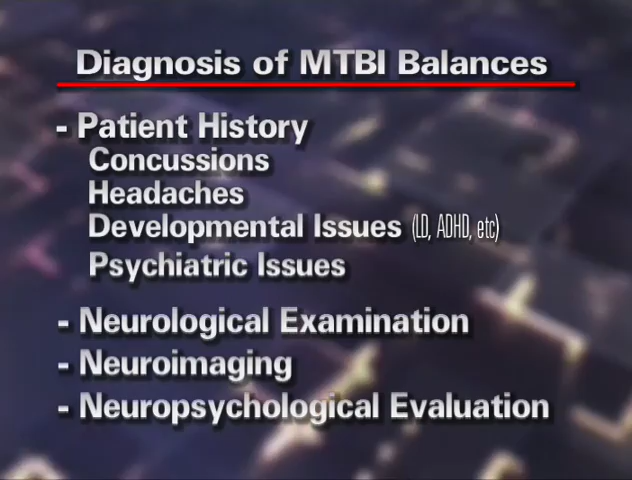 Diagnosis of MTBI Balances
- Patient History
Concussions
Headaches
Developmental Issues (LD, ADHD, etc)
Psychiatric Issues
- Neurological Examination
- Neuroimaging
- Neuropsychological Evaluation